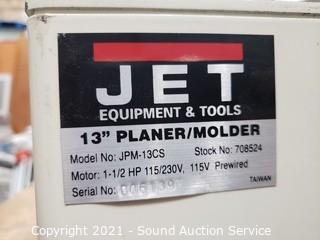 JET
EQUIPMENT & TOOLS
13" PLANER/MOLDER
Model No: JPM-13CS Stock No: 708524
Motor: 1-1/2 HP 115/230V, 115V Prewired
Serial No:
TAIWAN
Copyright © 2021 - Sound Auction Service